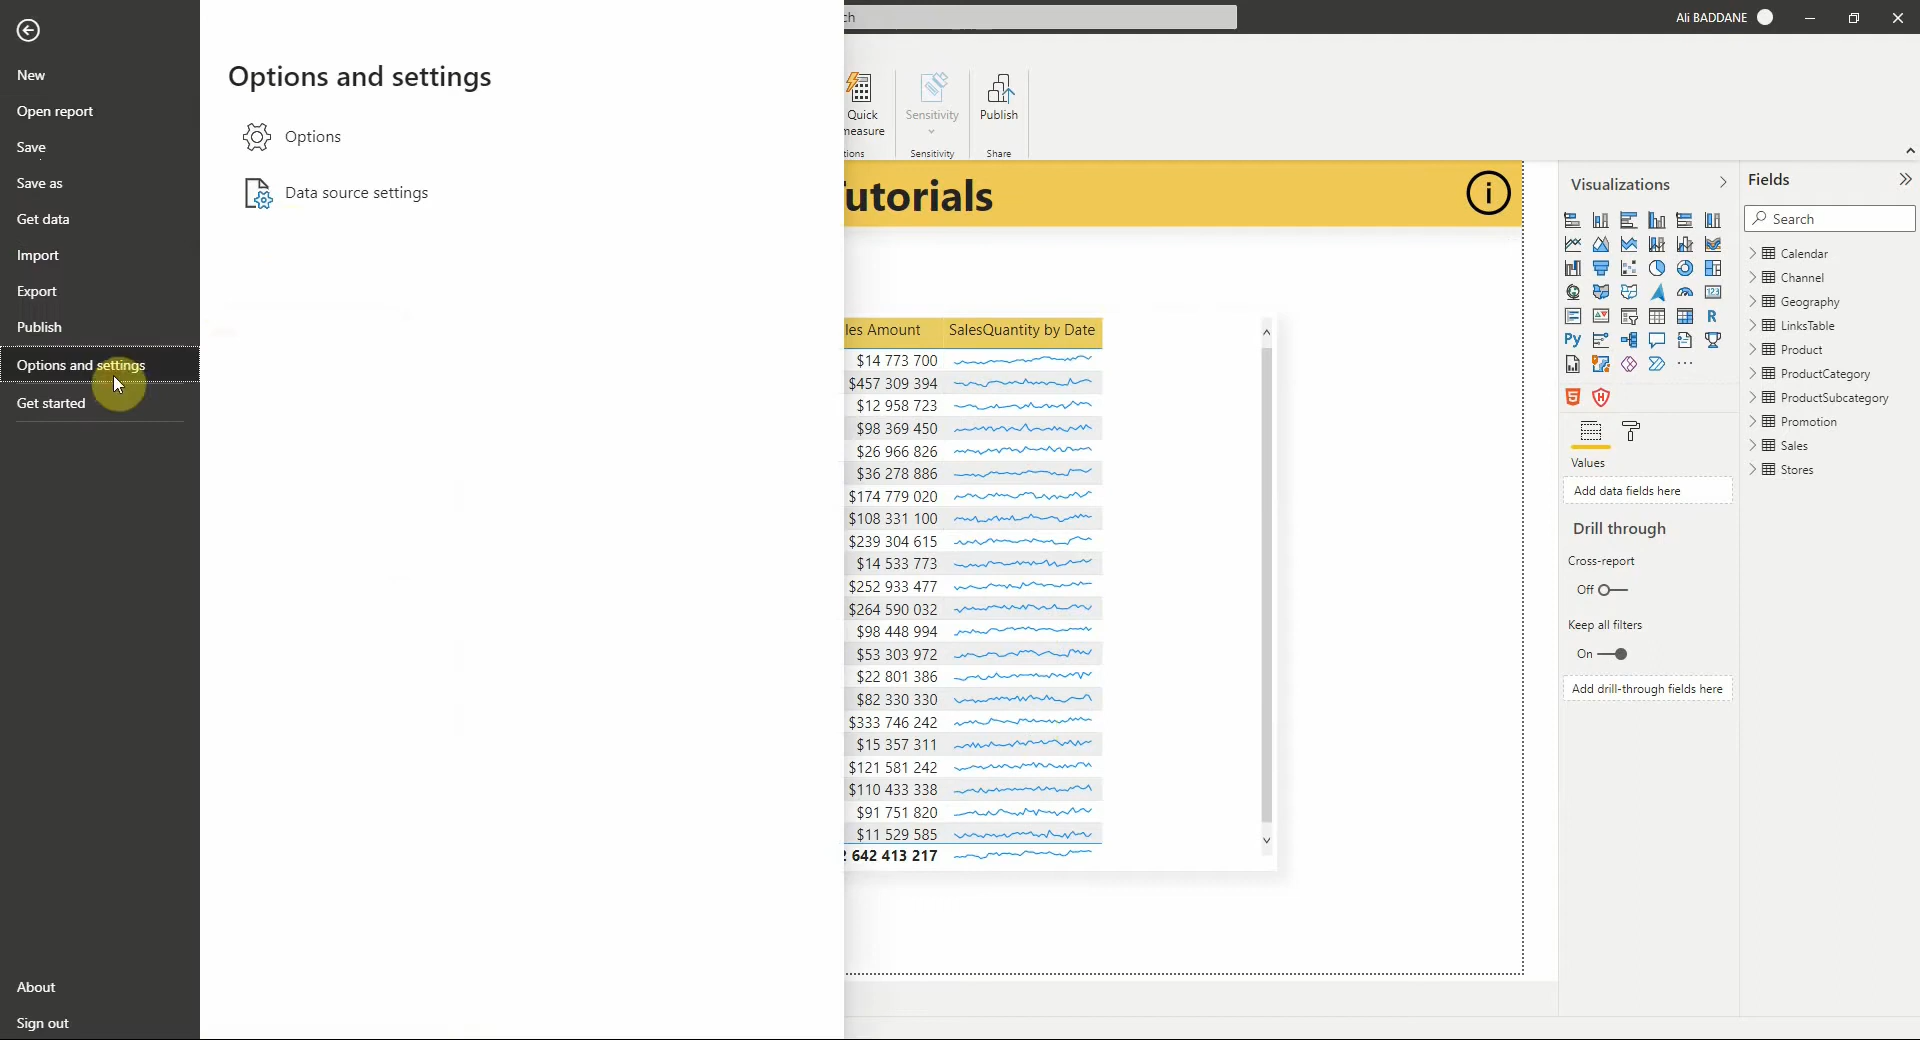 ch
Ali BADDANE
New
Open report
Save
Save as
Get data
Import
Export
Publish
Options and settings
Get started
About
Sign out
Options and settings
Options
Data source settings
Quick
measure
Sensitivity
Publish
tions
Sensitivity
Share
utorials
les Amount SalesQuantity by Date
$14 773 700
$457 309 394
$12 958 723
$98 369 450
$26 966 826
$36 278 886
$174 779 020
$108 331 100
$239 304 615
$14 533 773
$252 933 477
$264 590 032
$98 448 994
$53 303 972
$22 801 386
$82 330 330
$333 746 242
$15 357 311
$121 581 242
$110 433 338
$91 751 820
$11 529 585
2 642 413 217
Visualizations
123
R
Py
Values
Add data fields here
Drill through
Cross-report
Off
Keep all filters
On
Add drill-through fields here
Fields
Search
Calendar
Channel
Geography
LinksTable
Product
ProductCategory
ProductSubcategory
Promotion
Sales
Stores